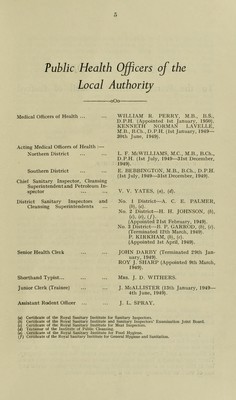 5
Public Health Officers of the
Local Authority
Medical Officers of Health ... ... WILLIAM R. PERRY, M.B., B.S.,
D.P.H. (Appointed 1st January, 1950).
KENNETH NORMAN LAVELLE,
M.B., B.Ch., D.P.H. (1st January, 1949—
30th June, 1949).
Acting Medical Officers of Health :—
Northern District ... ... L. F. McWILLIAMS, M.C., M.B., B.Ch.,
D.P.H. (1st July, 1949—31st December,
1949).
Southern District ... ... E. BEBBINGTON, M.B., B.Ch., D.P.H.
(1st July, 1949—31st December, 1949).
Chief Sanitary Inspector, Cleansing
Superintendent and Petroleum In-
spector ... ... V. V. YATES, (a), (d).
District Sanitary Inspectors and
Cleansing Superintendents ...
No. 1 District—A. C. E. PALMER,
(b), (c).
No. 2 District—H. H. JOHNSON, (b),
(c), (e), (f).
(Appointed 21st February, 1949).
No 3 District—B. P. GARROD, (b), (c).
(Terminated 12th March, 1949).
P. KIRKHAM, (b), (c).
(Appointed 1st April, 1949).
Senior Health Clerk ... JOHN DARBY (Terminated 29th Jan-
uary, 1949).
ROY J. SHARP (Appointed 9th March,
1949).
Shorthand Typist... ... Mrs. J. D. WITHERS.
Junior Clerk (Trainee) ... J. McALLISTER (13th January, 1949—
4th June, 1949).
Assistant Rodent Officer ... J. L. SPRAY.
(a) Certificate of the Royal Sanitary Institute for Sanitary Inspectors.
(b) Certificate of the Royal Sanitary Institute and Sanitary Inspectors' Examination Joint Board.
(c) Certificate of the Royal Sanitary Institute for Meat Inspectors.
(d) Diploma of the Institute of Public Cleansing.
(e) Certificate of the Royal Sanitary Institute for Food Hygiene.
(f) Certificate of the Royal Sanitary Institute for General Hygiene and Sanitation.